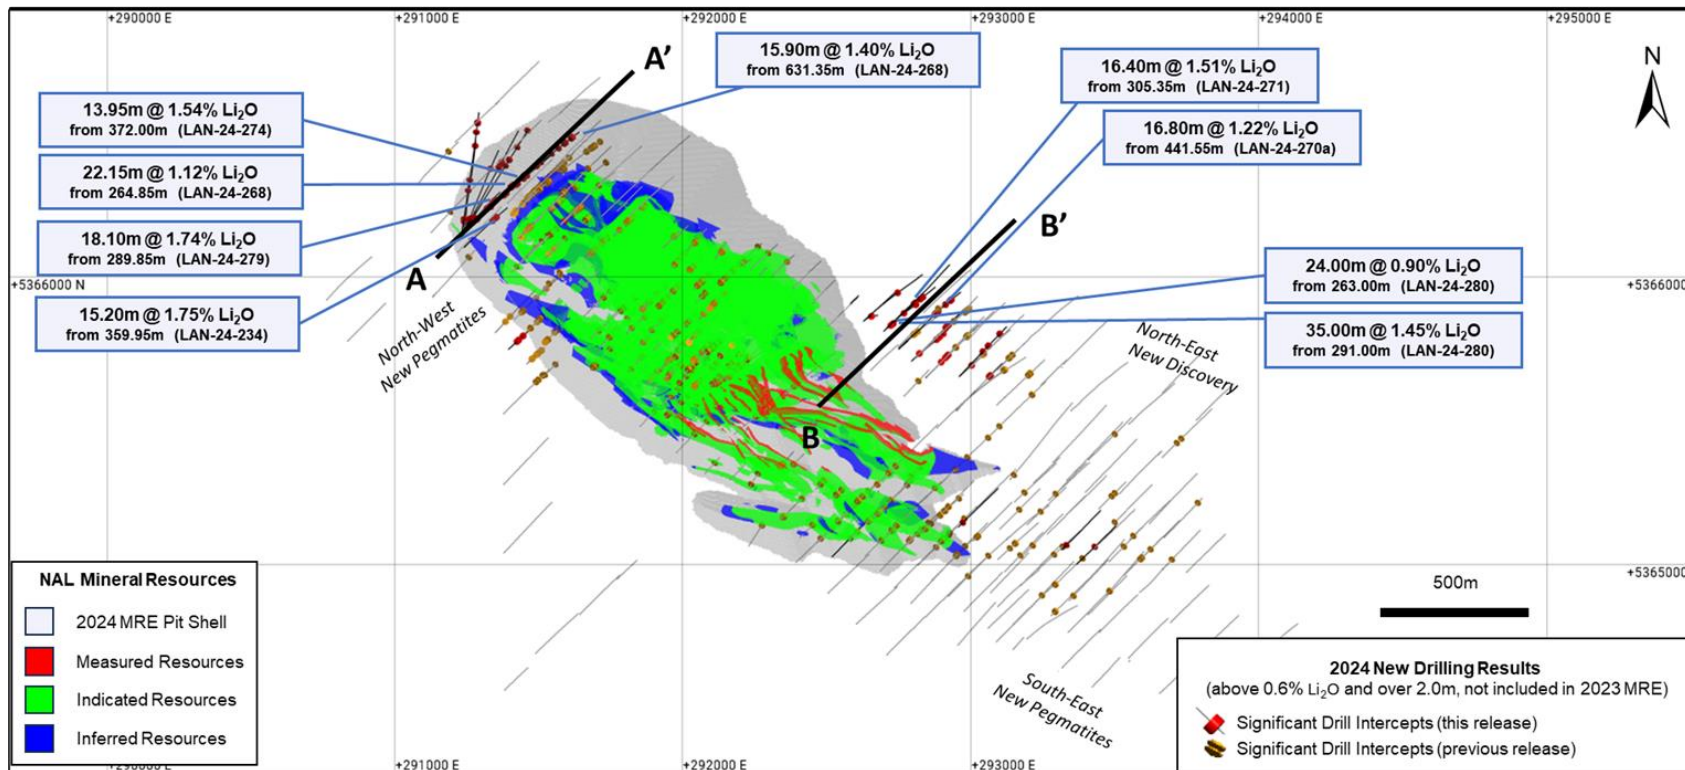 +290000 E
+291000 E
+292000 E
+293000 E
+294000 E
+295000 E
A'
15.90m @ 1.40% Li₂O
from 631.35m (LAN-24-268)
16.40m @ 1.51% Li₂O
from 305.35m (LAN-24-271)
N
13.95m @ 1.54% Li₂O
from 372.00m (LAN-24-274)
16.80m @ 1.22% Li₂O
from 441.55m (LAN-24-270a)
22.15m @ 1.12% Li₂O
from 264.85m (LAN-24-268)
18.10m @ 1.74% Li₂O
from 289.85m (LAN-24-279)
B'
A
24.00m @ 0.90% Li₂O
from 263.00m (LAN-24-280)
+5366000 N
+5366000
15.20m @ 1.75% Li₂O
from 359.95m (LAN-24-234)
35.00m @ 1.45% Li₂O
from 291.00m (LAN-24-280)
North-West
New Pegmatites
North-East
New Discovery
B
+5365000
NAL Mineral Resources
2024 MRE Pit Shell
Measured Resources
Indicated Resources
Inferred Resources
500m
South-East
New Pegmatites
2024 New Drilling Results
(above 0.6% Li₂O and over 2.0m, not included in 2023 MRE)
Significant Drill Intercepts (this release)
Significant Drill Intercepts (previous release)
+291000 E
+292000 E
+293000 E